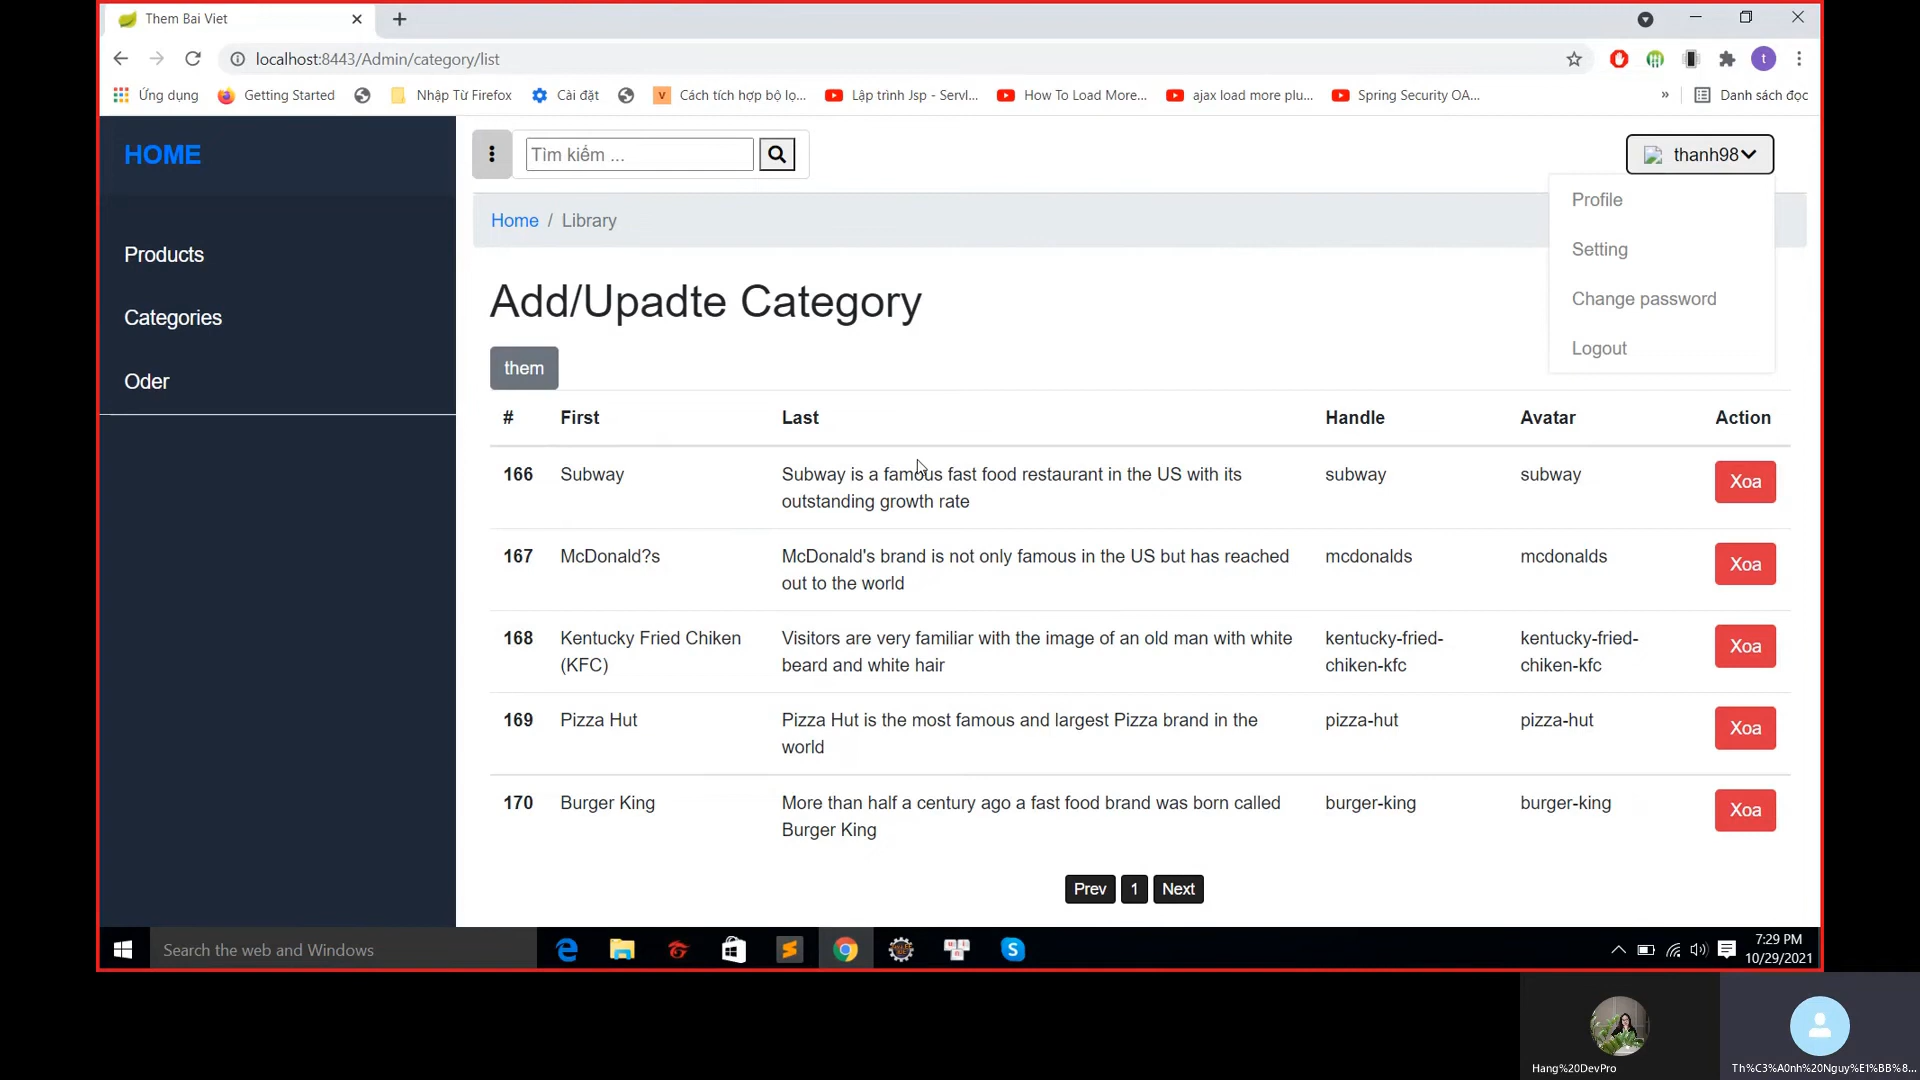 Them Bai Viet
localhost:8443/Admin/category/list
t
Ứng dụng
Getting Started
Nhập Từ Firefox
Cài đặt
V
Cách tích hợp bộ lọ...
Lập trình Jsp - Servl...
How To Load More...
ajax load more plu...
Spring Security OA...
»
Danh sách đọc
HOME
Tìm kiếm ...
thanh98
Profile
Setting
Change password
Logout
Home / Library
Products
Categories
Oder
Add/Upadte Category
them
# First Last Handle Avatar Action
166 Subway Subway is a famous fast food restaurant in the US with its subway subway Xoa
outstanding growth rate
167 McDonald?s McDonald's brand is not only famous in the US but has reached mcdonalds mcdonalds Xoa
out to the world
168 Kentucky Fried Chiken Visitors are very familiar with the image of an old man with white kentucky-fried- kentucky-fried- Xoa
(KFC) beard and white hair chiken-kfc chiken-kfc
169 Pizza Hut Pizza Hut is the most famous and largest Pizza brand in the pizza-hut pizza-hut Xoa
world
170 Burger King More than half a century ago a fast food brand was born called burger-king burger-king Xoa
Burger King
Prev 1 Next
Search the web and Windows
7:29 PM
10/29/2021
Hang%20DevPro
Th%C3%A0nh%20Nguy%E1%BB%8...